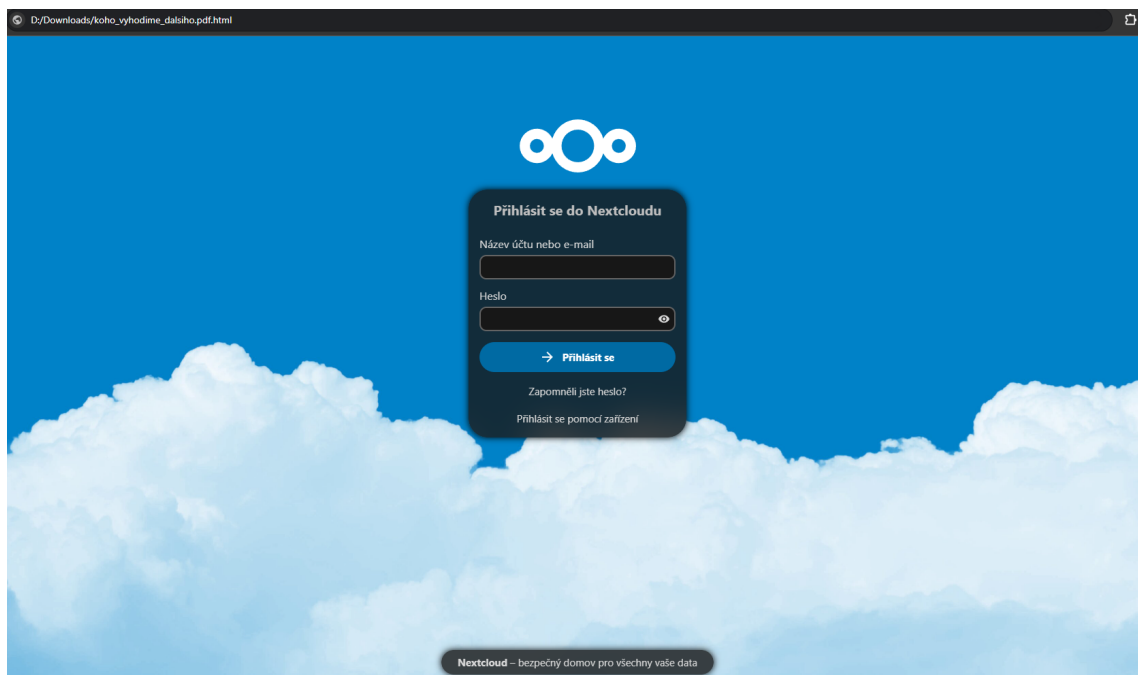 D:/Downloads/koho_vyhodime_dalsiho.pdf.html
Přihlásit se do Nextcloudu
Název účtu nebo e-mail
Heslo
Přihlásit se
Zapomněli jste heslo?
Přihlásit se pomocí zařízení
Nextcloud – bezpečný domov pro všechny vaše data